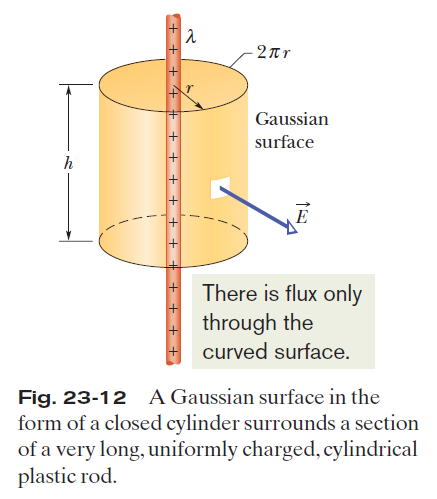 λ
2πr
r
Gaussian
surface
h
E
There is flux only
through the
curved surface.
Fig. 23-12 A Gaussian surface in the
form of a closed cylinder surrounds a section
of a very long, uniformly charged, cylindrical
plastic rod.